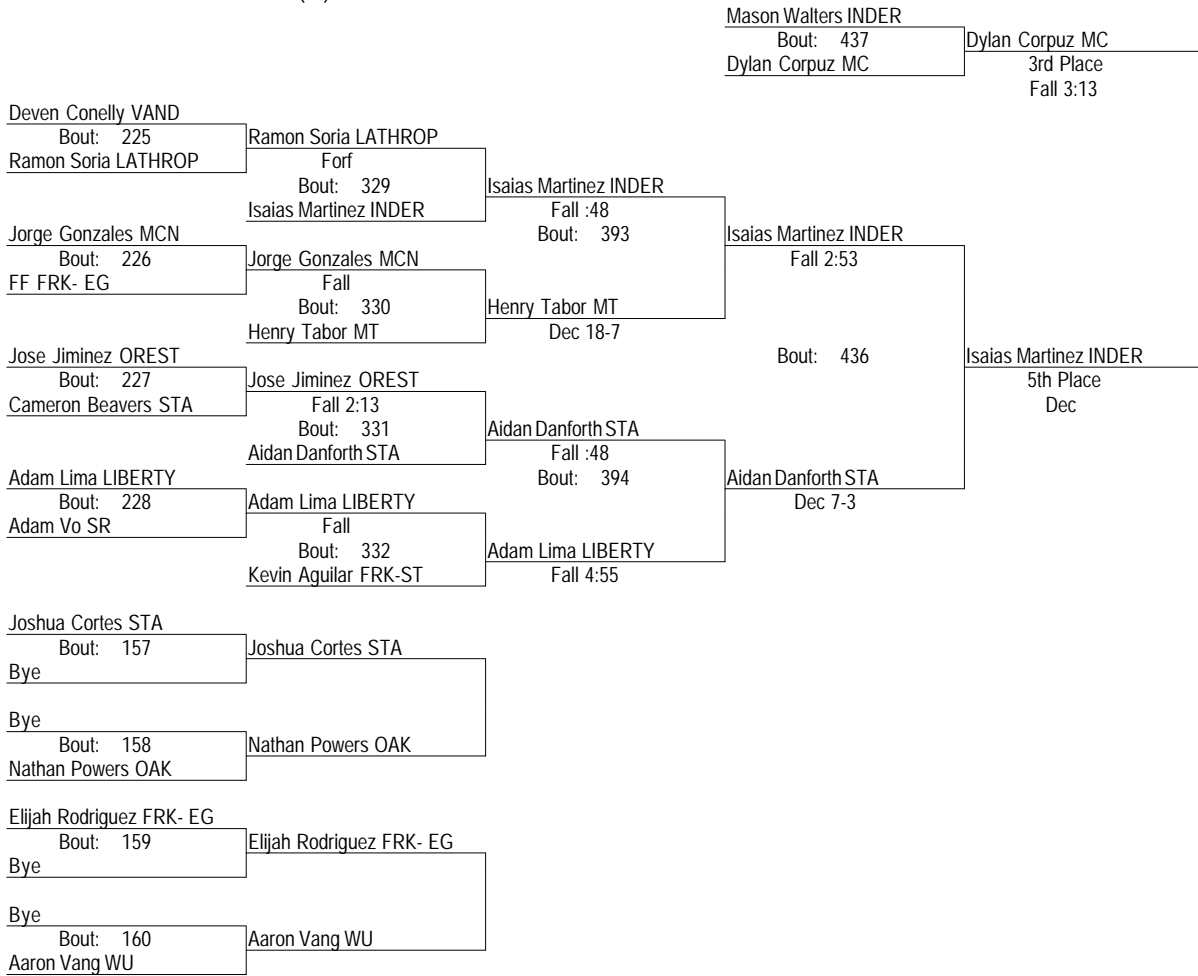 Mason Walters INDER
Bout: 437
Dylan Corpuz MC
Dylan Corpuz MC
3rd Place
Fall 3:13
Deven Conelly VAND
Bout: 225
Ramon Soria LATHROP
Ramon Soria LATHROP
Forf
Bout: 329
Isaias Martinez INDER
Isaias Martinez INDER
Fall :48
Bout: 393
Jorge Gonzales MCN
Bout: 226
FF FRK- EG
Jorge Gonzales MCN
Fall
Bout: 330
Henry Tabor MT
Henry Tabor MT
Dec 18-7
Isaias Martinez INDER
Fall 2:53
Bout: 436
Isaias Martinez INDER
5th Place
Dec
Jose Jiminez OREST
Bout: 227
Cameron Beavers STA
Jose Jiminez OREST
Fall 2:13
Bout: 331
Aidan Danforth STA
Aidan Danforth STA
Fall :48
Bout: 394
Aidan Danforth STA
Dec 7-3
Adam Lima LIBERTY
Bout: 228
Adam Vo SR
Adam Lima LIBERTY
Fall
Bout: 332
Kevin Aguilar FRK-ST
Adam Lima LIBERTY
Fall 4:55
Joshua Cortes STA
Bout: 157
Bye
Joshua Cortes STA
Bye
Bout: 158
Nathan Powers OAK
Nathan Powers OAK
Elijah Rodriguez FRK- EG
Bout: 159
Bye
Elijah Rodriguez FRK- EG
Bye
Bout: 160
Aaron Vang WU
Aaron Vang WU